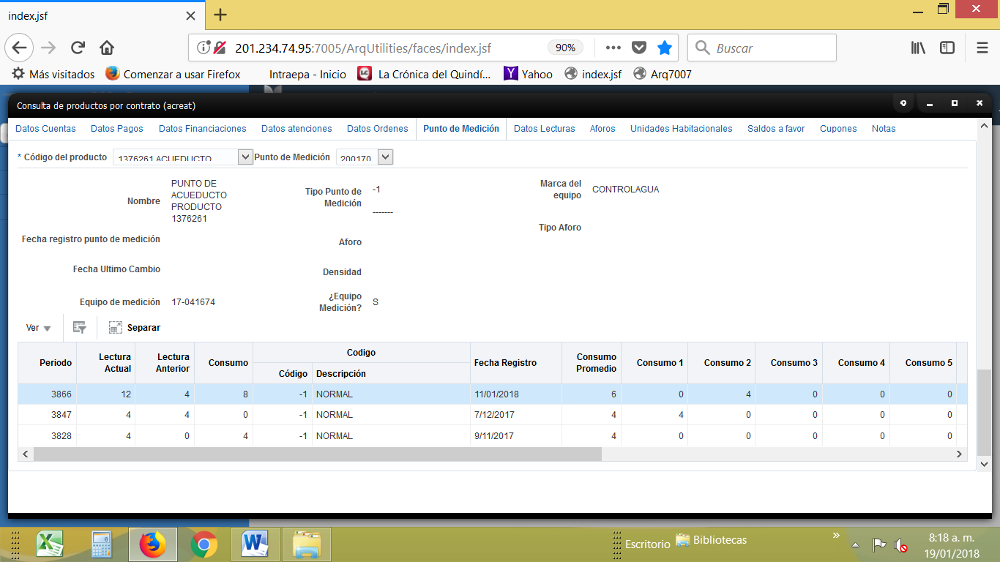 index.jsf
201.234.74.95:7005/ArqUtilities/faces/index.jsf
90%
Buscar
Más visitados
Comenzar a usar Firefox
Intraepa - Inicio
La Crónica del Quindí...
Yahoo
index.jsf
Arq7007
Consulta de productos por contrato (acreat)
Datos Cuentas Datos Pagos Datos Financiaciones Datos atenciones Datos Ordenes Punto de Medición Datos Lecturas Aforos Unidades Habitacionales Saldos a favor Cupones Notas
* Código del producto 1376261 ACUEDUCTO Punto de Medición 200170
Nombre
PUNTO DE
ACUEDUCTO
PRODUCTO
1376261
Tipo Punto de
Medición
-1
-------
Marca del
equipo
CONTROLAGUA
Tipo Aforo
Fecha registro punto de medición
Aforo
Fecha Ultimo Cambio
Densidad
Equipo de medición 17-041674
¿Equipo
Medición?
S
Ver
Separar
Periodo
Lectura
Actual
Lectura
Anterior
Consumo
Codigo
Código Descripción
Fecha Registro
Consumo
Promedio
Consumo 1 Consumo 2 Consumo 3 Consumo 4 Consumo 5
3866 12 4 8 -1 NORMAL 11/01/2018 6 0 4 0 0 0
3847 4 4 0 -1 NORMAL 7/12/2017 4 4 0 0 0 0
3828 4 0 4 -1 NORMAL 9/11/2017 4 0 0 0 0 0
Escritorio
Bibliotecas
8:18 a. m.
19/01/2018